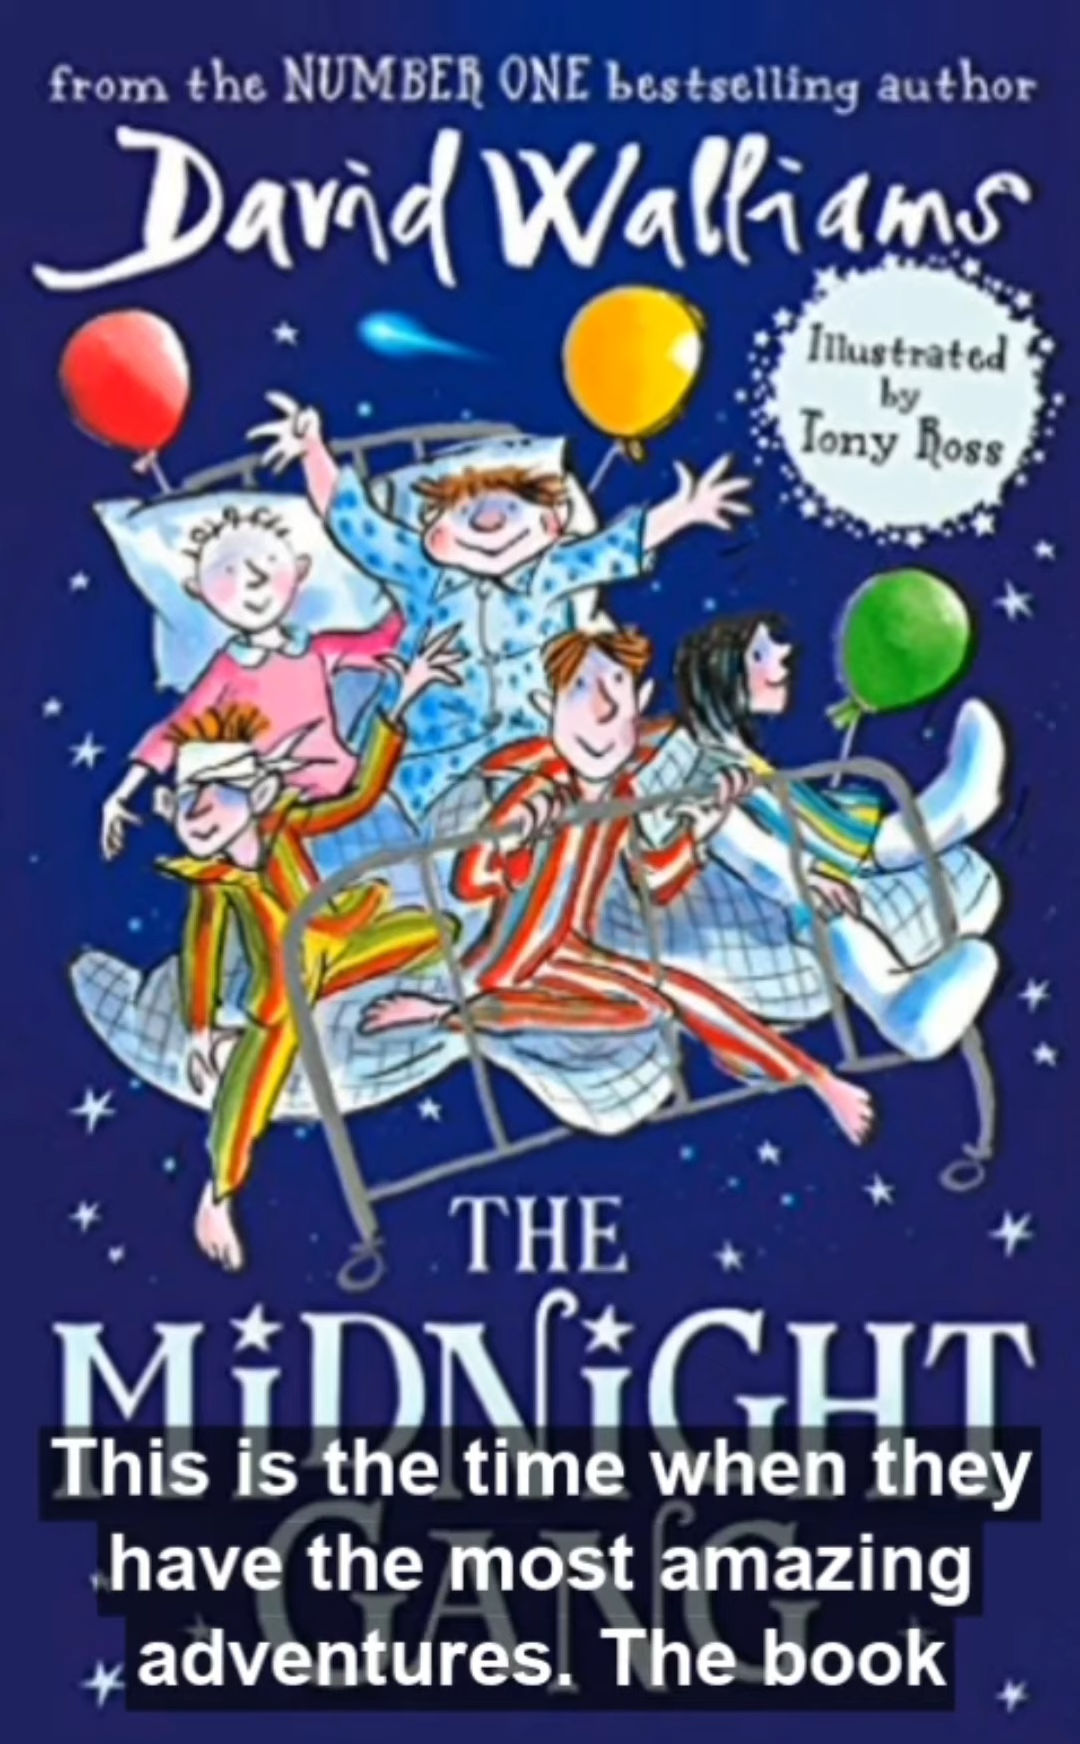 from the NUMBER ONE bestselling author
David Walliams
Illustrated
by
Tony Ross
THE
MiDNiGHT
GANG
This is the time when they
have the most amazing
adventures. The book